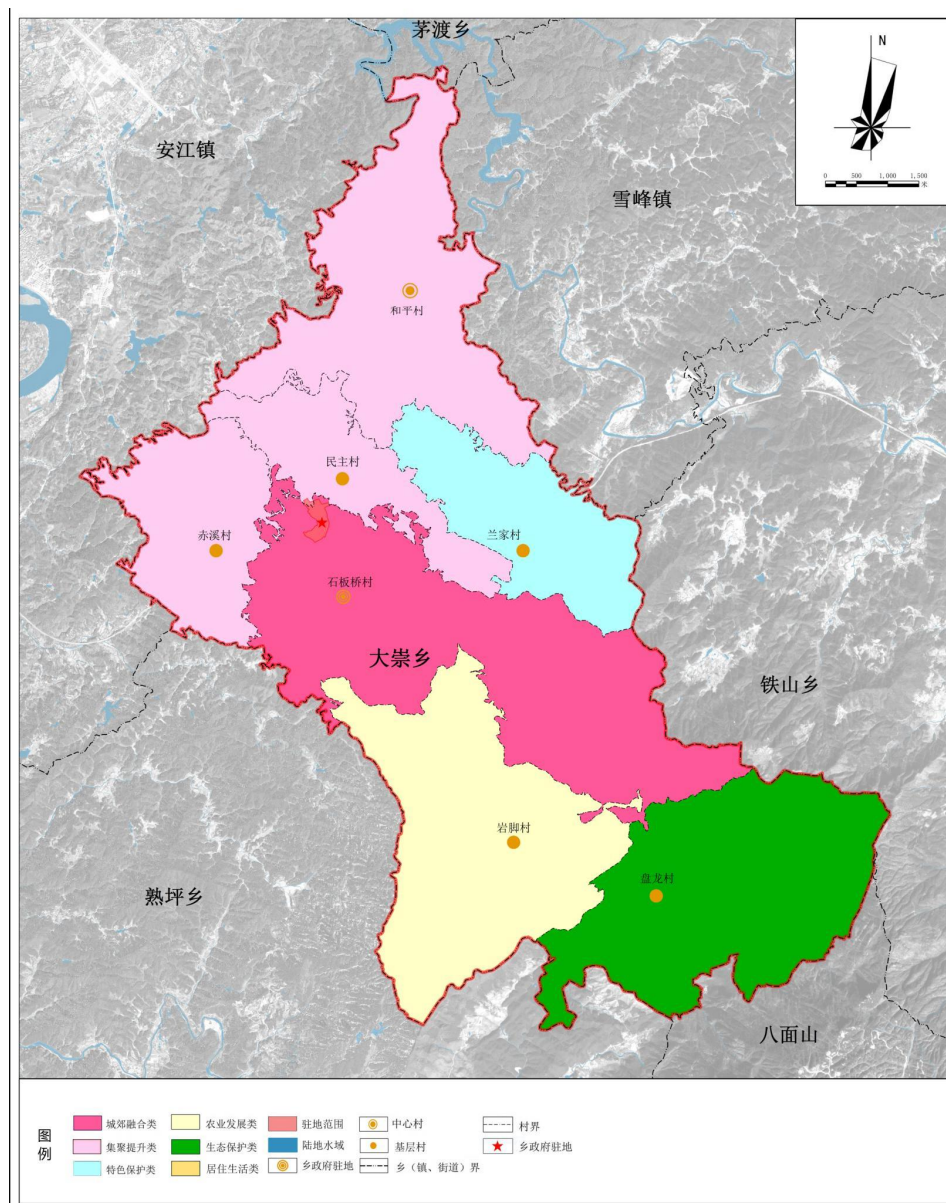 茅渡乡
N
安江镇
雪峰镇
0 500 1,000 1,500
米
和平村
民主村
赤溪村
兰家村
石板桥村
大崇乡
铁山乡
岩脚村
盘龙村
熟坪乡
八面山
图例
城郊融合类
农业发展类
驻地范围
中心村
村界
集聚提升类
生态保护类
陆地水域
基层村
乡政府驻地
特色保护类
居住生活类
乡政府驻地
乡（镇、街道）界